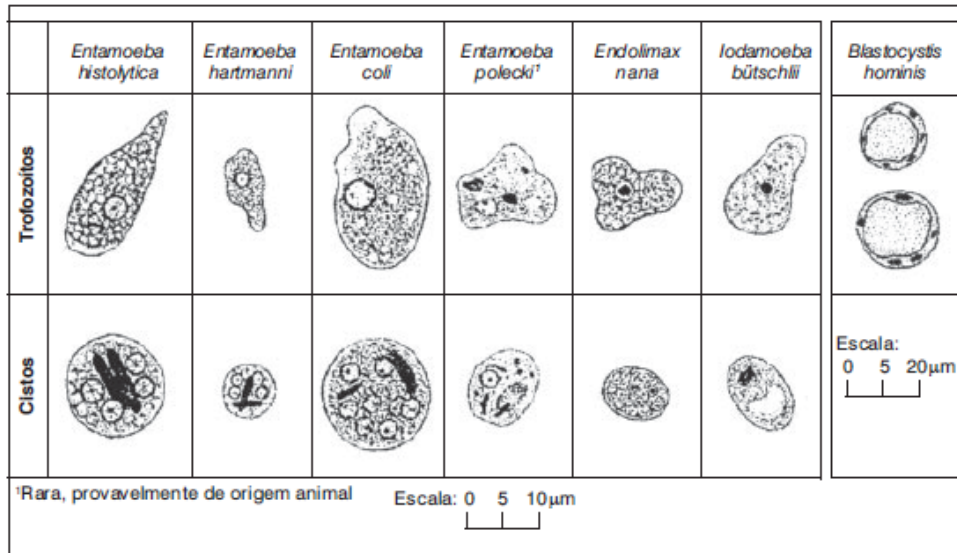 Entamoeba histolytica
Entamoeba hartmanni
Entamoeba coli
Entamoeba polecki¹
Endolimax nana
Iodamoeba bütschlii
Blastocystis hominis
Trofozoítos
Cistos
Escala:
0 5 20µm
¹Rara, provavelmente de origem animal
Escala: 0 5 10µm